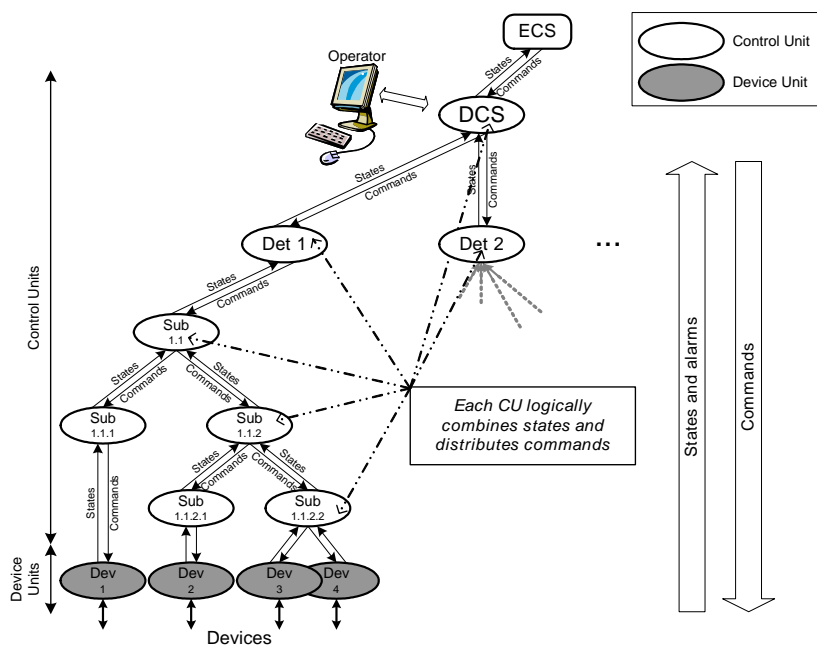 ECS
Control Unit
Device Unit
Operator
States
Commands
DCS
States
Commands
States
Commands
Det 1
Det 2
...
States
Commands
Control Units
Sub
1.1
States
Commands
States
Commands
Each CU logically
combines states and
distributes commands
States and alarms
Commands
Sub
1.1.1
Sub
1.1.2
States
Commands
States
Commands
States
Commands
Sub
1.1.2.1
Sub
1.1.2.2
Device
Units
Dev
1
Dev
2
Dev
3
Dev
4
Devices